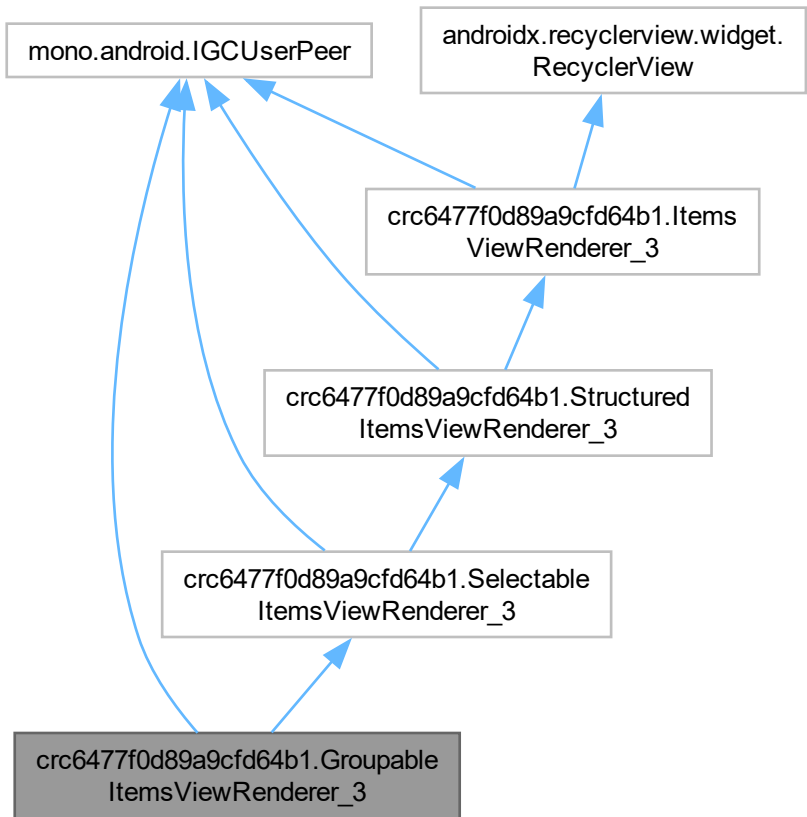 mono.android.IGCUserPeer
androidx.recyclerview.widget.
RecyclerView
crc6477f0d89a9cfd64b1.Items
ViewRenderer_3
crc6477f0d89a9cfd64b1.Structured
ItemsViewRenderer_3
crc6477f0d89a9cfd64b1.Selectable
ItemsViewRenderer_3
crc6477f0d89a9cfd64b1.Groupable
ItemsViewRenderer_3